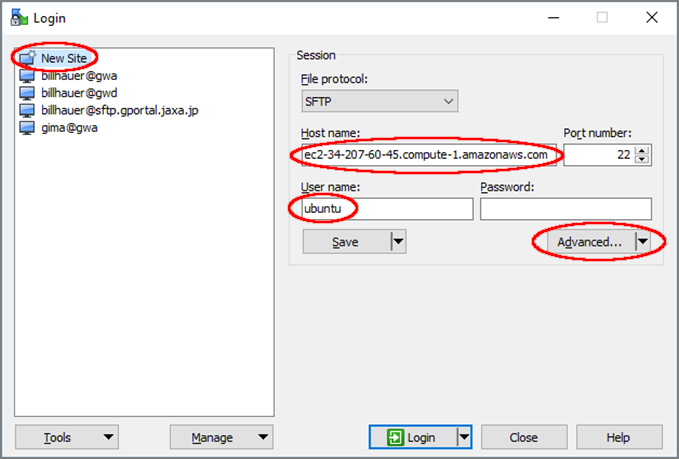 Login
New Site
billhauer@gwa
billhauer@gwd
billhauer@sftp.gportal.jaxa.jp
gima@gwa
Session
File protocol:
SFTP
Host name: Port number:
ec2-34-207-60-45.compute-1.amazonaws.com 22
User name: Password:
ubuntu
Save Advanced...
Tools Manage Login Close Help